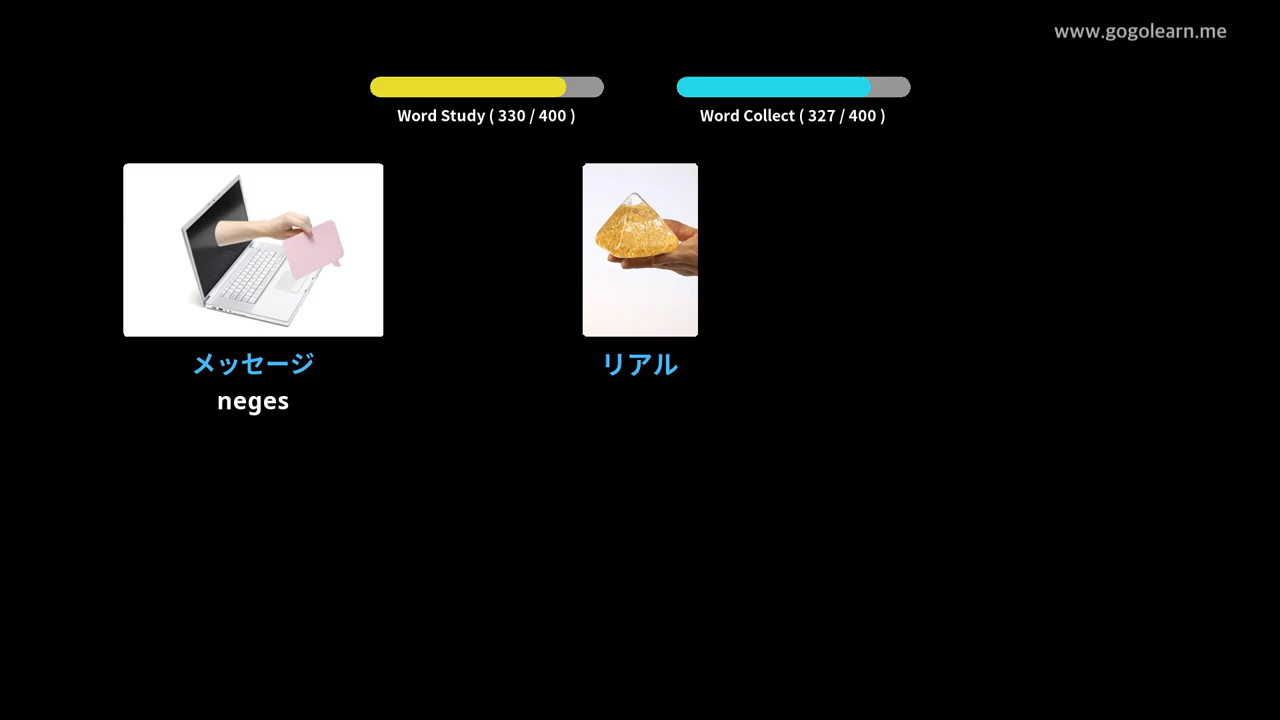 www.gogolearn.me
Word Study ( 330 / 400 )
Word Collect ( 327 / 400 )
メッセージ
neges
リアル